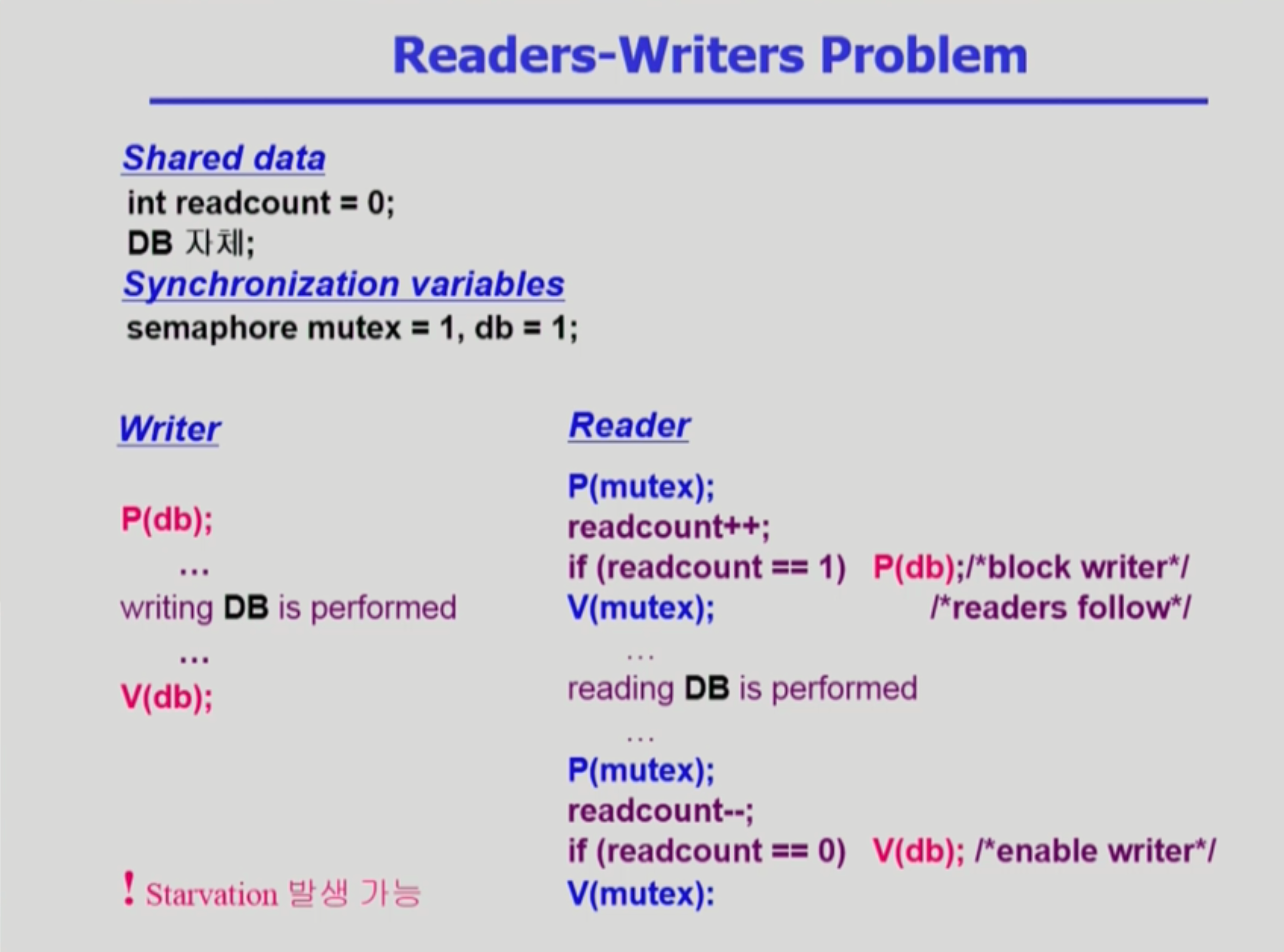 Readers-Writers Problem
Shared data
int readcount = 0;
DB 자체;
Synchronization variables
semaphore mutex = 1, db = 1;
Writer
P(db);
...
writing DB is performed
...
V(db);
! Starvation 발생 가능
Reader
P(mutex);
readcount++;
if (readcount == 1) P(db);/*block writer*/
V(mutex); /*readers follow*/
...
reading DB is performed
...
P(mutex);
readcount--;
if (readcount == 0) V(db); /*enable writer*/
V(mutex):